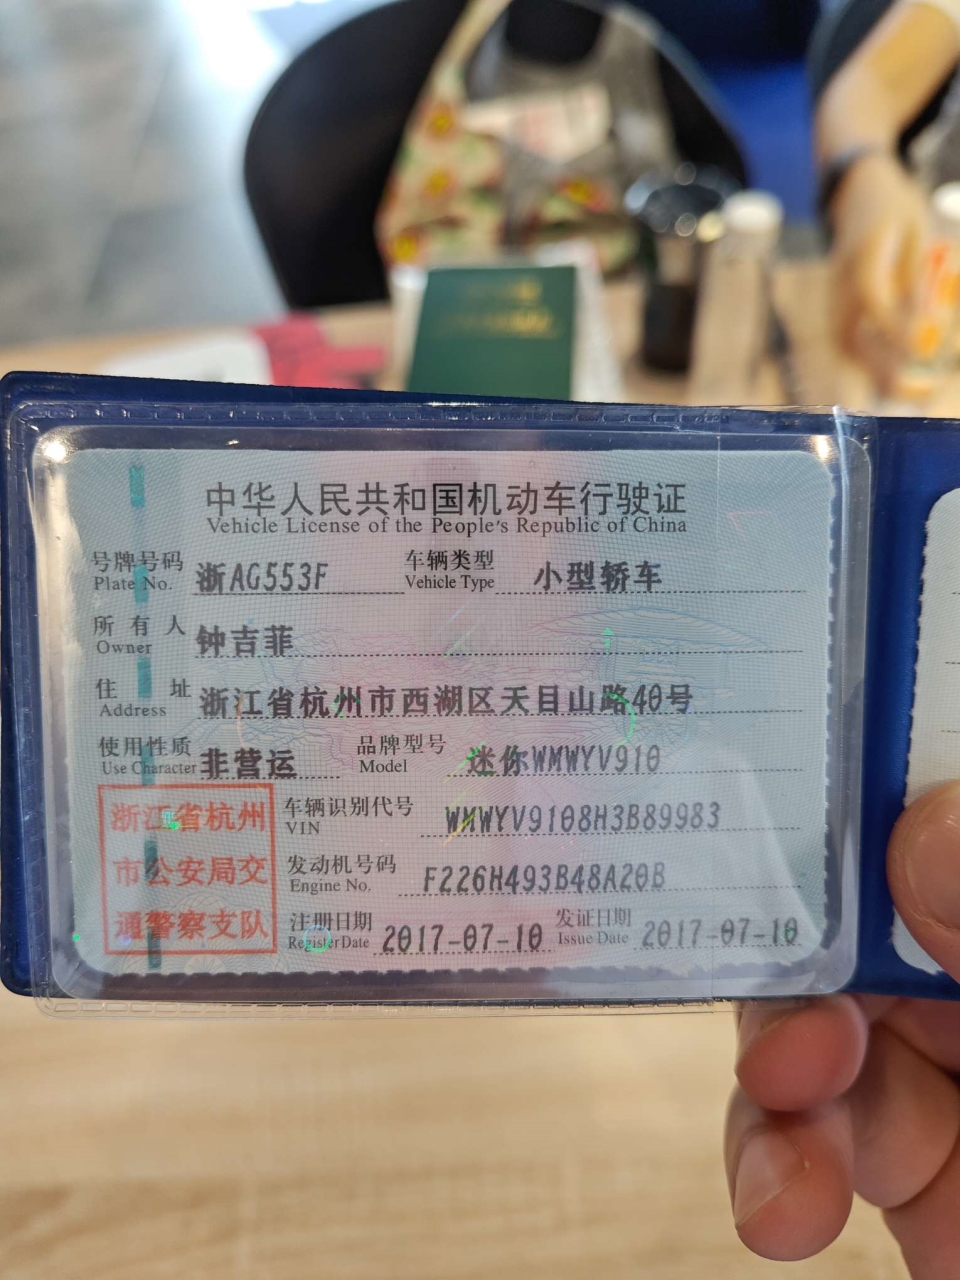 中华人民共和国机动车行驶证
Vehicle License of the People's Republic of China
号牌号码 浙AG553F 车辆类型 小型轿车
Plate No. Vehicle Type
所有人 钟吉菲
Owner
住址 浙江省杭州市西湖区天目山路40号
Address
使用性质 非营运 品牌型号 迷你WMWYV910
Use Character Model
浙江省杭州 车辆识别代号 WMWYV9108H3B89983
VIN
市公安局交 发动机号码 F226H493B48A20B
Engine No.
通警察支队 注册日期 2017-07-10 发证日期 2017-07-10
Register Date Issue Date